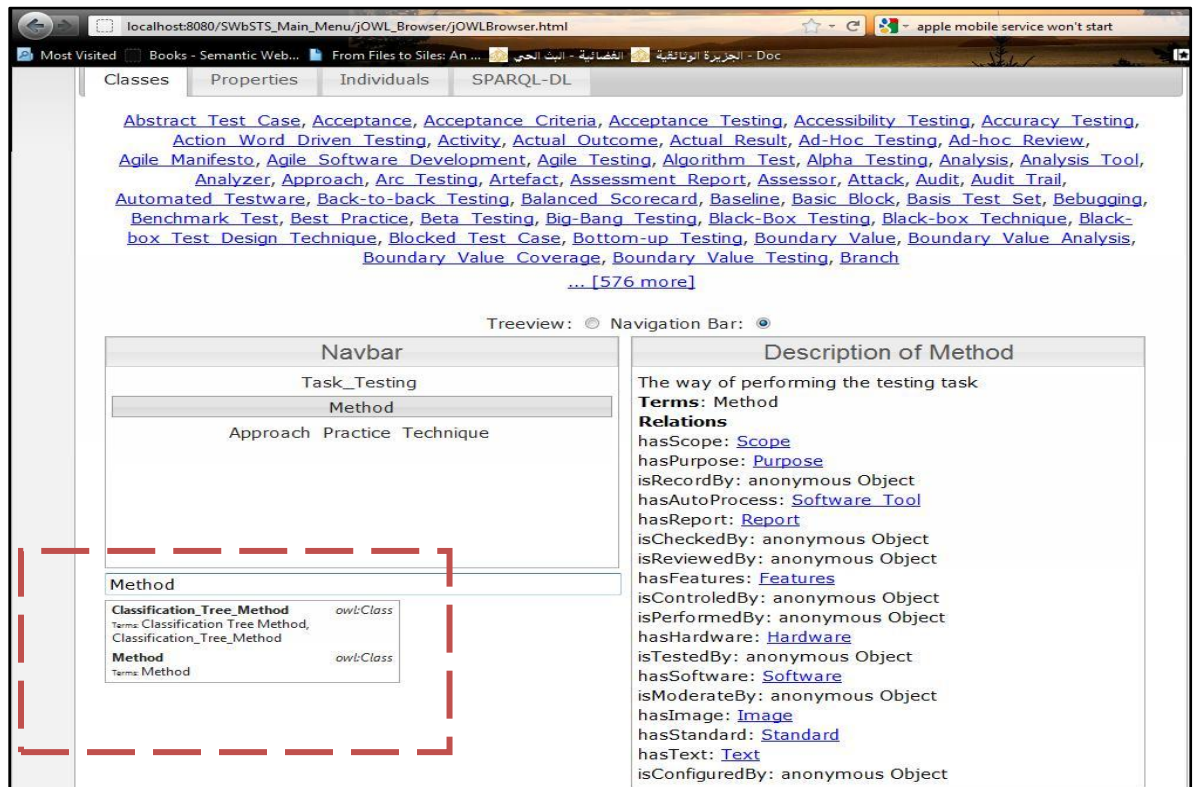 localhost:8080/SWbSTS_Main_Menu/jOWL_Browser/jOWLBrowser.html
apple mobile service won't start
Most Visited Books - Semantic Web... From Files to Siles: An ... الفضائية - البث الحي الجزيرة الوثائقية - Doc
Classes Properties Individuals SPARQL-DL
Abstract Test Case, Acceptance, Acceptance Criteria, Acceptance Testing, Accessibility Testing, Accuracy Testing,
Action Word Driven Testing, Activity, Actual Outcome, Actual Result, Ad-Hoc Testing, Ad-hoc Review,
Agile Manifesto, Agile Software Development, Agile Testing, Algorithm Test, Alpha Testing, Analysis, Analysis Tool,
Analyzer, Approach, Arc Testing, Artefact, Assessment Report, Assessor, Attack, Audit, Audit Trail,
Automated Testware, Back-to-back Testing, Balanced Scorecard, Baseline, Basic Block, Basis Test Set, Bebugging,
Benchmark Test, Best Practice, Beta Testing, Big-Bang Testing, Black-Box Testing, Black-box Technique, Black-
box Test Design Technique, Blocked Test Case, Bottom-up Testing, Boundary Value, Boundary Value Analysis,
Boundary Value Coverage, Boundary Value Testing, Branch
... [576 more]
Treeview: Navigation Bar:
Navbar
Task_Testing
Method
Approach Practice Technique
Method
Classification_Tree_Method owl:Class
Terms: Classification Tree Method,
Classification_Tree_Method
Method owl:Class
Terms: Method
Description of Method
The way of performing the testing task
Terms: Method
Relations
hasScope: Scope
hasPurpose: Purpose
isRecordBy: anonymous Object
hasAutoProcess: Software Tool
hasReport: Report
isCheckedBy: anonymous Object
isReviewedBy: anonymous Object
hasFeatures: Features
isControledBy: anonymous Object
isPerformedBy: anonymous Object
hasHardware: Hardware
isTestedBy: anonymous Object
hasSoftware: Software
isModerateBy: anonymous Object
hasImage: Image
hasStandard: Standard
hasText: Text
isConfiguredBy: anonymous Object